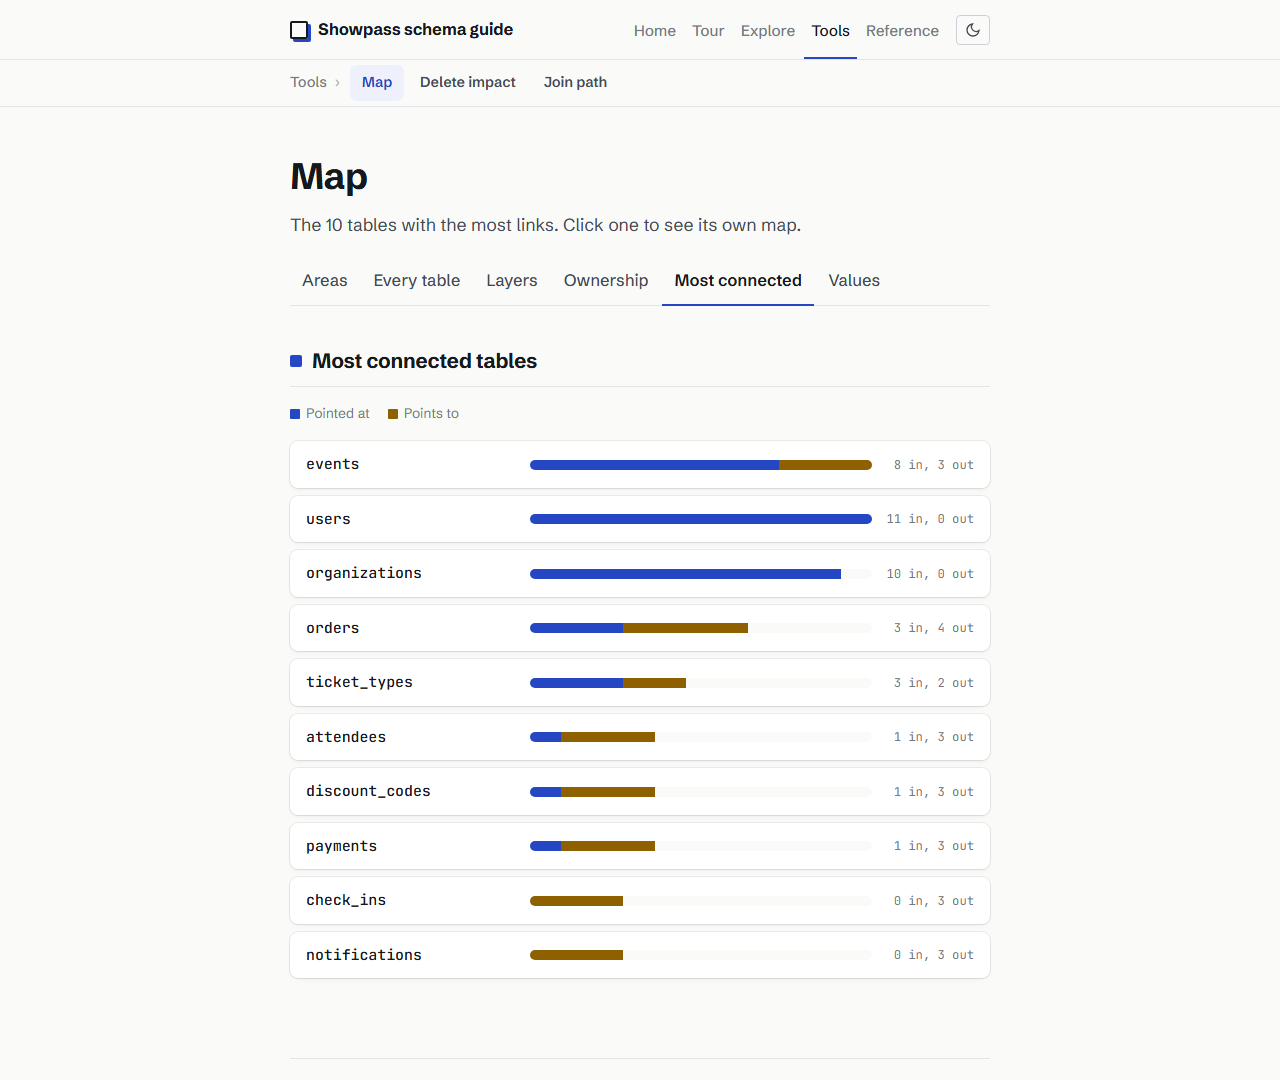 Showpass schema guide
Home Tour Explore Tools Reference
Tools › Map Delete impact Join path
Map
The 10 tables with the most links. Click one to see its own map.
Areas Every table Layers Ownership Most connected Values
Most connected tables
Pointed at Points to
events 8 in, 3 out
users 11 in, 0 out
organizations 10 in, 0 out
orders 3 in, 4 out
ticket_types 3 in, 2 out
attendees 1 in, 3 out
discount_codes 1 in, 3 out
payments 1 in, 3 out
check_ins 0 in, 3 out
notifications 0 in, 3 out